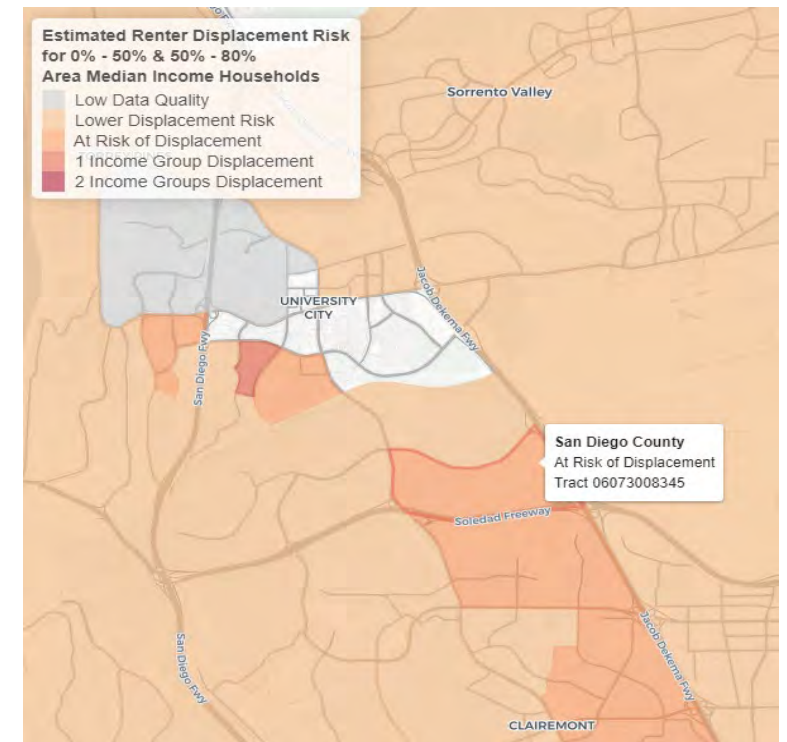 Estimated Renter Displacement Risk
for 0% - 50% & 50% - 80%
Area Median Income Households
Low Data Quality
Lower Displacement Risk
At Risk of Displacement
1 Income Group Displacement
2 Income Groups Displacement
Sorrento Valley
Jacob Dekema Fwy
UNIVERSITY
CITY
San Diego Fwy
San Diego County
At Risk of Displacement
Tract 06073008345
Soledad Freeway
San Diego Fwy
Jacob Dekema Fwy
CLAIREMONT